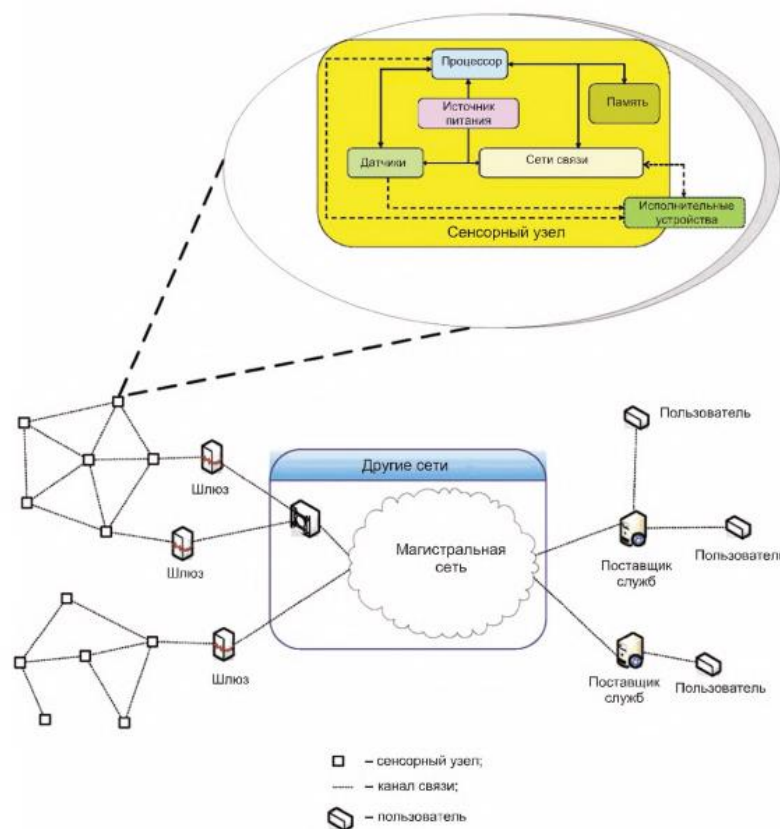 Процессор
Память
Источник
питания
Датчики
Сети связи
Исполнительные
устройства
Сенсорный узел
Пользователь
Другие сети
Шлюз
Магистральная
сеть
Шлюз
Поставщик
служб
Пользователь
Шлюз
Поставщик
служб
Пользователь
– сенсорный узел;
– канал связи;
– пользователь